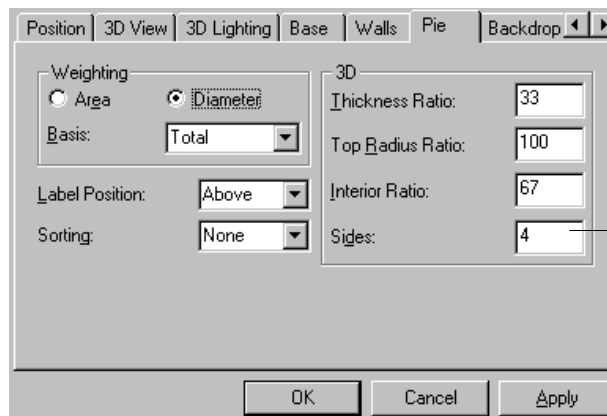 Position 3D View 3D Lighting Base Walls Pie Backdrop
Weighting
Area Diameter
Basis: Total
Label Position: Above
Sorting: None
3D
Thickness Ratio: 33
Top Radius Ratio: 100
Interior Ratio: 67
Sides: 4
OK Cancel Apply